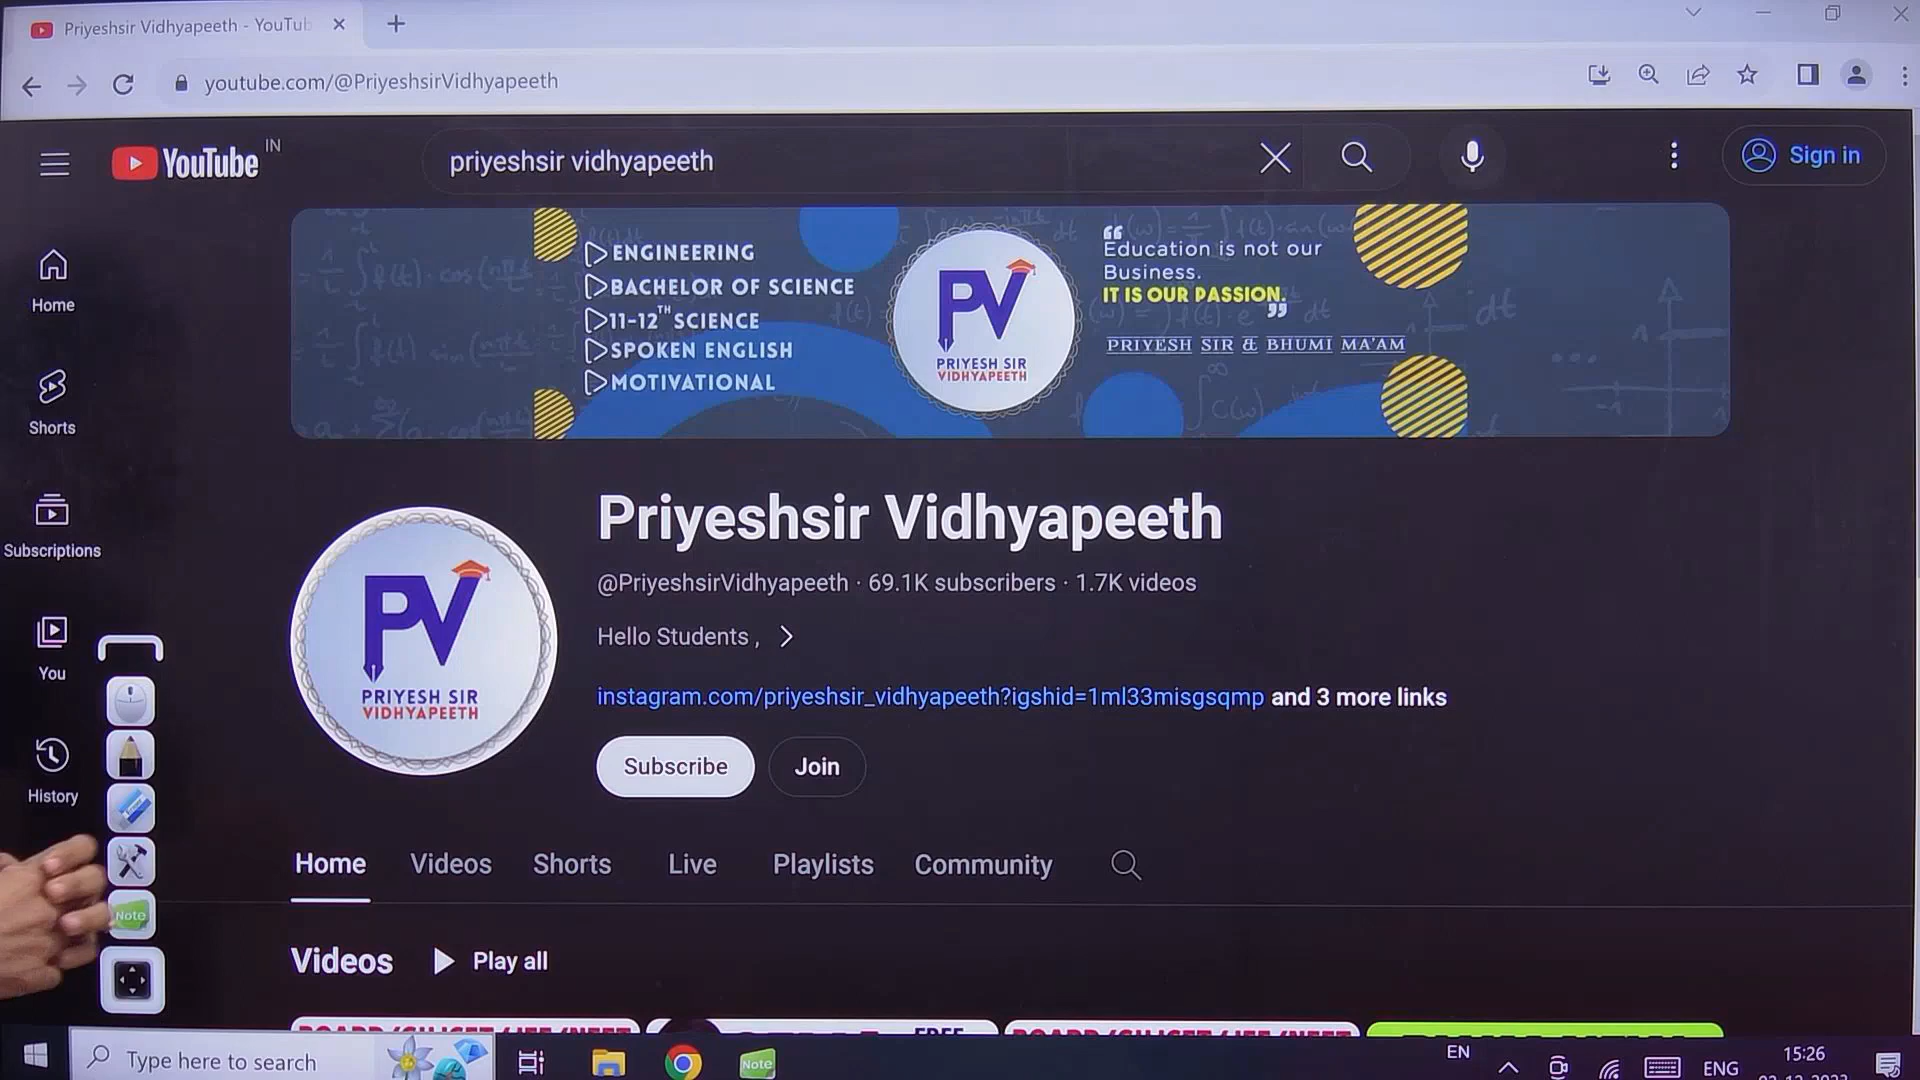 Priyeshsir Vidhyapeeth - YouTub
youtube.com/@PriyeshsirVidhyapeeth
YouTube IN
priyeshsir vidhyapeeth
Sign in
Home
Shorts
Subscriptions
You
History
ENGINEERING
BACHELOR OF SCIENCE
11-12TH SCIENCE
SPOKEN ENGLISH
MOTIVATIONAL
PV
PRIYESH SIR
VIDHYAPEETH
“
Education is not our
Business.
IT IS OUR PASSION.
”
PRIYESH SIR & BHUMI MA'AM
PV
PRIYESH SIR
VIDHYAPEETH
Priyeshsir Vidhyapeeth
@PriyeshsirVidhyapeeth · 69.1K subscribers · 1.7K videos
Hello Students ,
instagram.com/priyeshsir_vidhyapeeth?igshid=1ml33misgsqmp and 3 more links
Subscribe
Join
Home Videos Shorts Live Playlists Community
Note
Videos
Play all
Type here to search
Note
EN
ENG
15:26